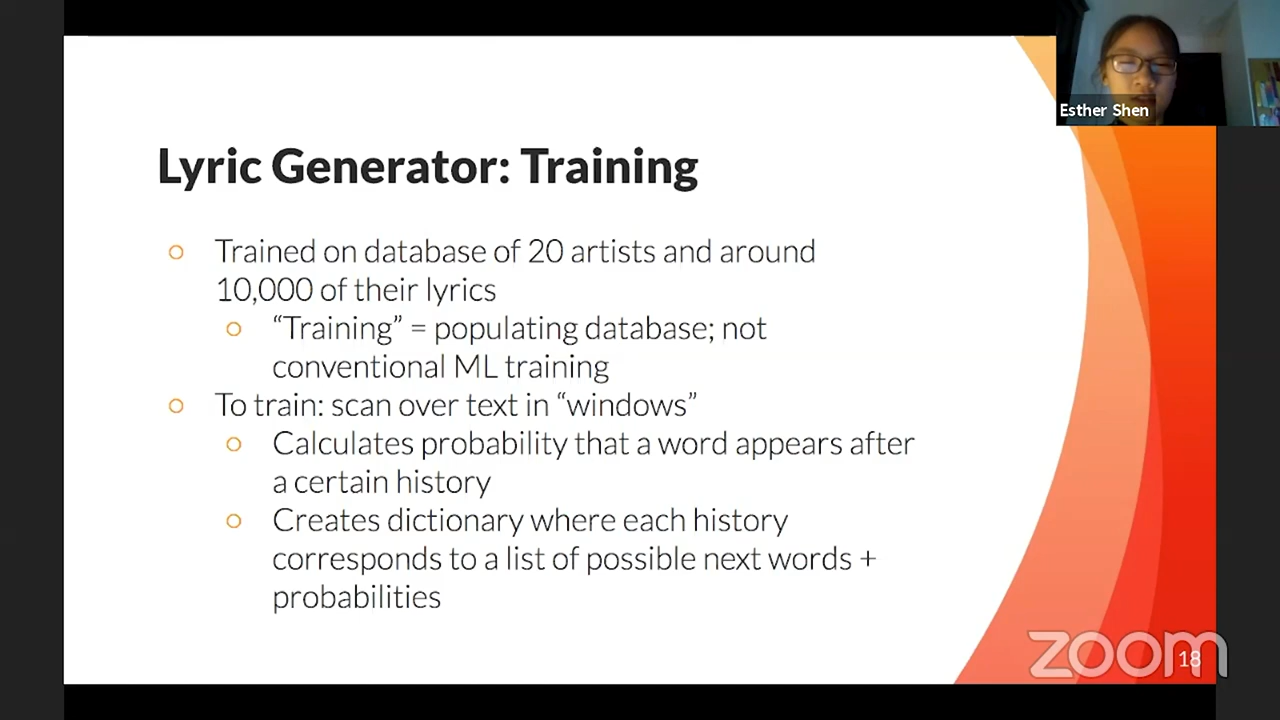 Esther Shen
Lyric Generator: Training
Trained on database of 20 artists and around
10,000 of their lyrics
“Training” = populating database; not
conventional ML training
To train: scan over text in “windows”
Calculates probability that a word appears after
a certain history
Creates dictionary where each history
corresponds to a list of possible next words +
probabilities
zoom
18